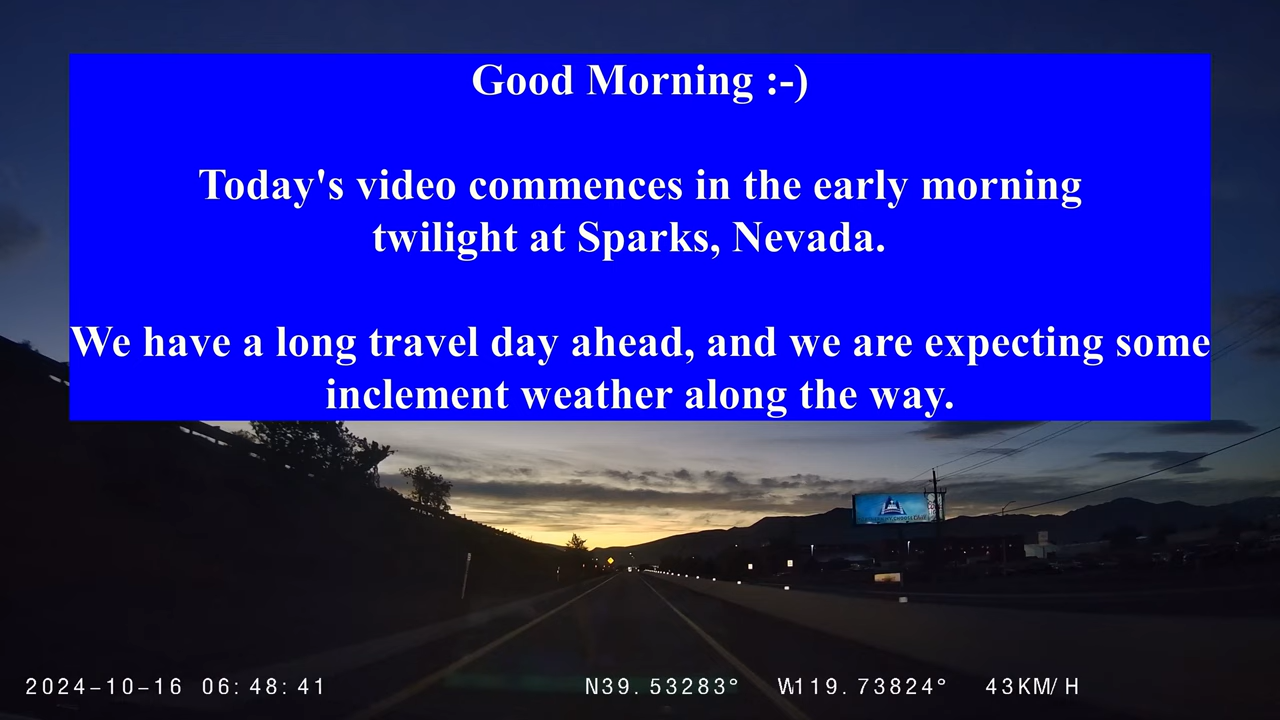 Good Morning :-)
Today's video commences in the early morning
twilight at Sparks, Nevada.
We have a long travel day ahead, and we are expecting some
inclement weather along the way.
2024-10-16 06:48:41 N39.53283° W119.73824° 43KM/H